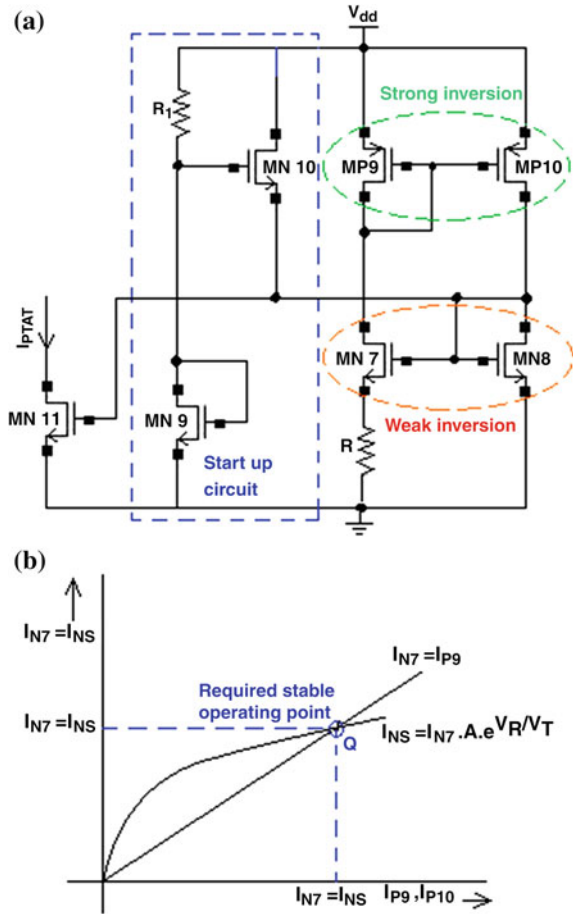 (a)
Vdd
Strong inversion
R1
MN 10
MP9
MP10
IPTAT
MN 7
MN8
MN 11
MN 9
R
Weak inversion
Start up
circuit
(b)
IN7 =INS
IN7 =IP9
Required stable
operating point
IN7 =INS
Q
INS = IN7 .A.e VR/VT
IN7 =INS
IP9 ,IP10